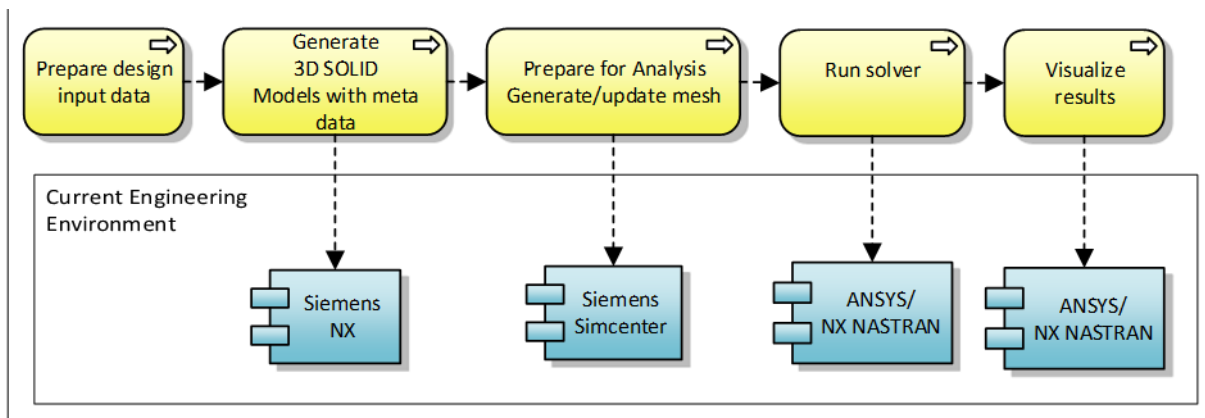 Prepare design
input data
Generate
3D SOLID
Models with meta
data
Prepare for Analysis
Generate/update mesh
Run solver
Visualize
results
Current Engineering
Environment
Siemens
NX
Siemens
Simcenter
ANSYS/
NX NASTRAN
ANSYS/
NX NASTRAN